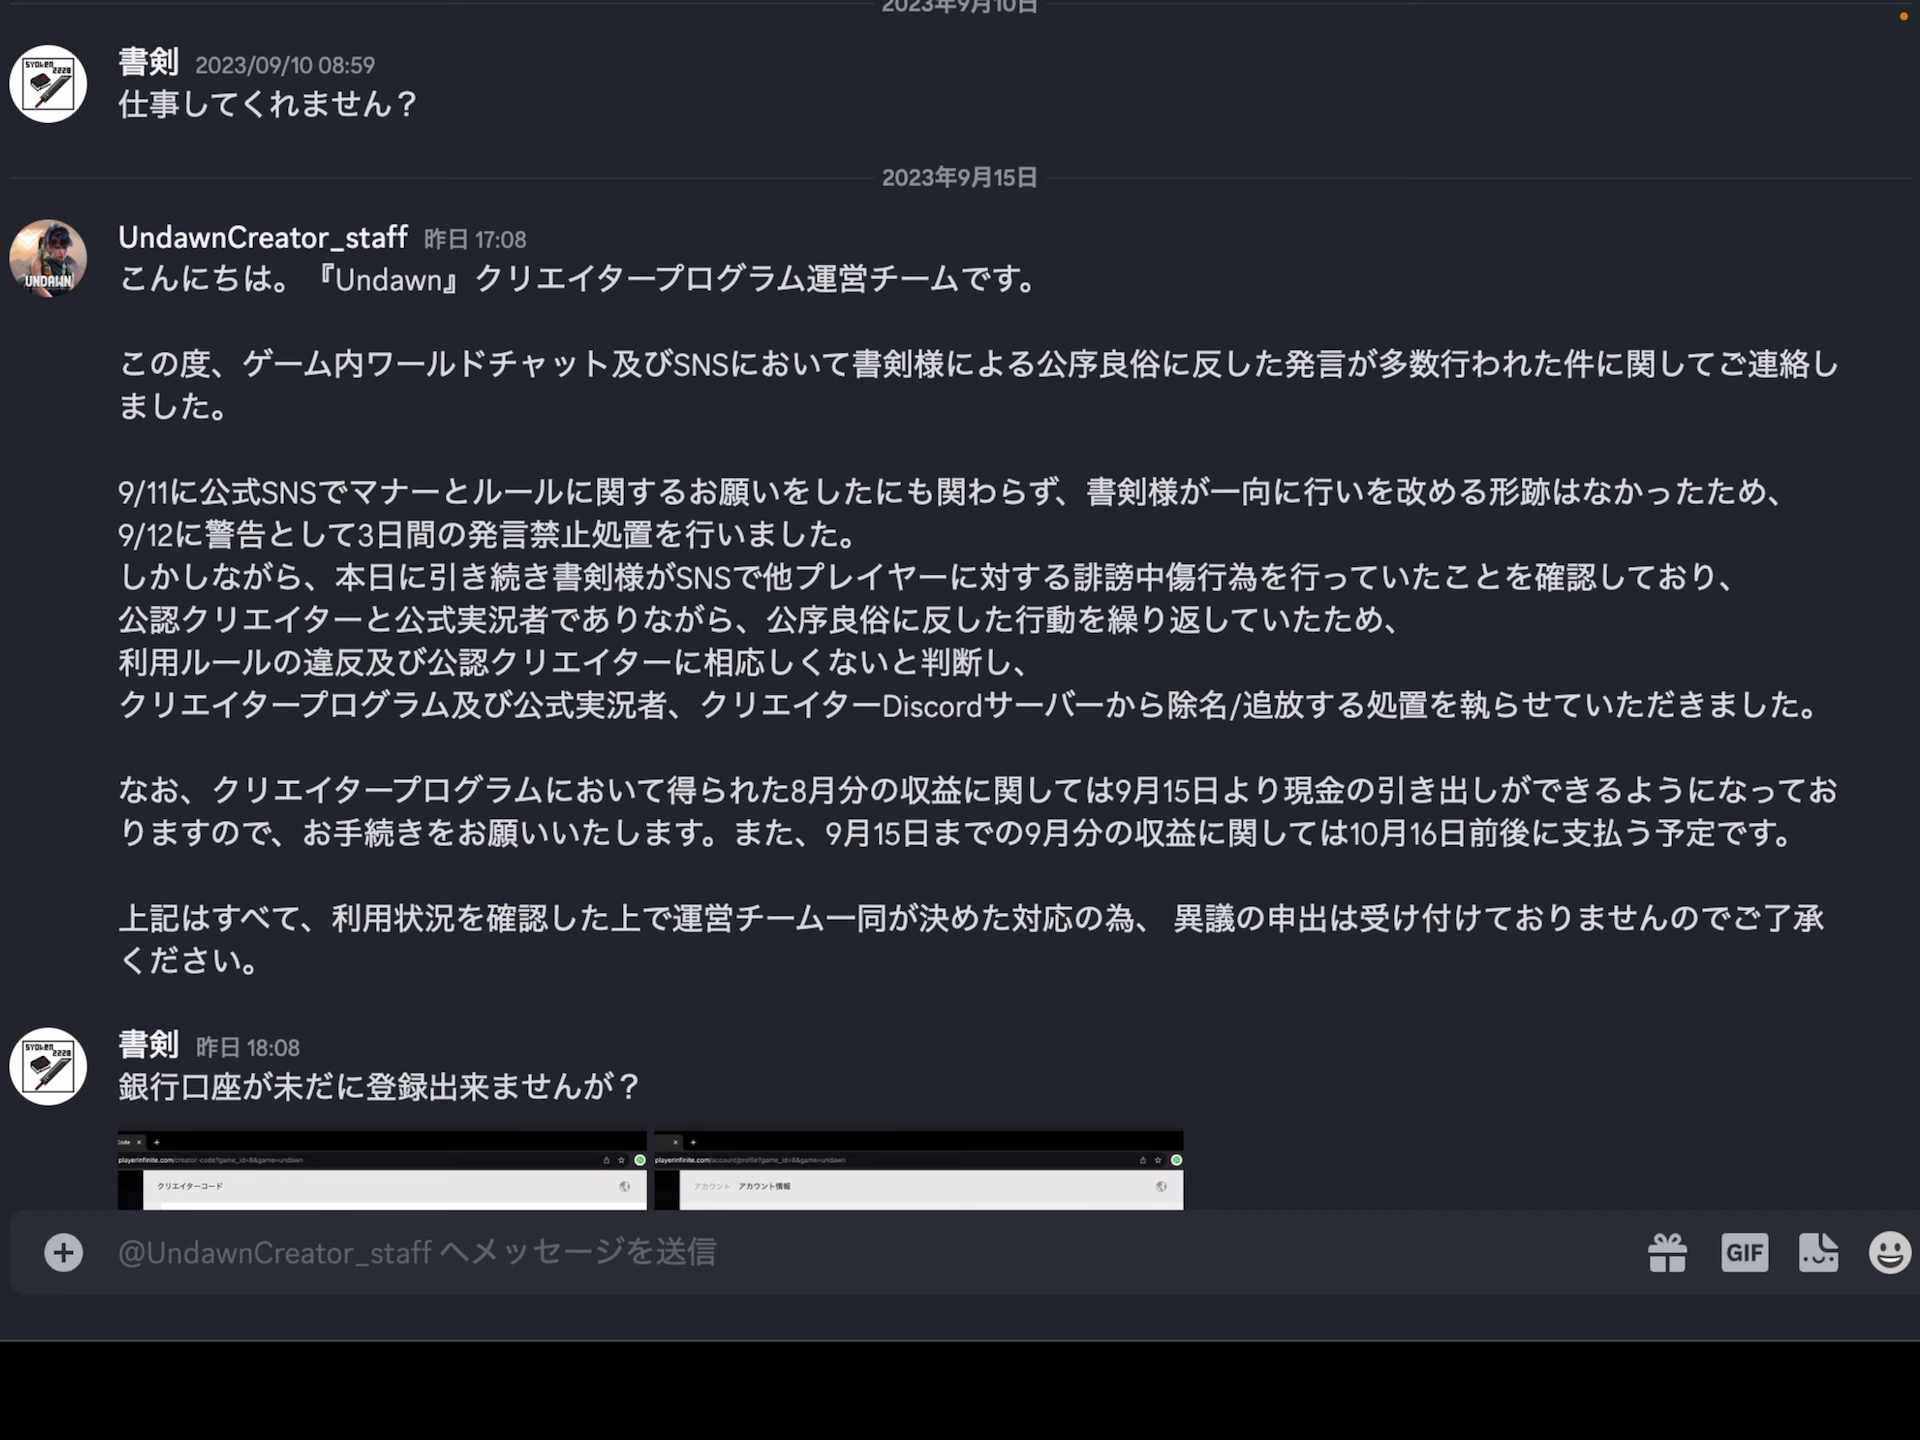 2023年9月10日
書剣 2023/09/10 08:59
仕事してくれません？
2023年9月15日
UndawnCreator_staff 昨日 17:08
こんにちは。『Undawn』クリエイタープログラム運営チームです。
この度、ゲーム内ワールドチャット及びSNSにおいて書剣様による公序良俗に反した発言が多数行われた件に関してご連絡し
ました。
9/11に公式SNSでマナーとルールに関するお願いをしたにも関わらず、書剣様が一向に行いを改める形跡はなかったため、
9/12に警告として3日間の発言禁止処置を行いました。
しかしながら、本日に引き続き書剣様がSNSで他プレイヤーに対する誹謗中傷行為を行っていたことを確認しており、
公認クリエイターと公式実況者でありながら、公序良俗に反した行動を繰り返していたため、
利用ルールの違反及び公認クリエイターに相応しくないと判断し、
クリエイタープログラム及び公式実況者、クリエイターDiscordサーバーから除名/追放する処置を執らせていただきました。
なお、クリエイタープログラムにおいて得られた8月分の収益に関しては9月15日より現金の引き出しができるようになってお
りますので、お手続きをお願いいたします。また、9月15日までの9月分の収益に関しては10月16日前後に支払う予定です。
上記はすべて、利用状況を確認した上で運営チーム一同が決めた対応の為、 異議の申出は受け付けておりませんのでご了承
ください。
書剣 昨日 18:08
銀行口座が未だに登録出来ませんが？
playerinfinite.com/creator-code?game_id=8&game=undawn
クリエイターコード
playerinfinite.com/account/profile?game_id=8&game=undawn
アカウント アカウント情報
@UndawnCreator_staff へメッセージを送信
GIF
SYOKEN
2228
UNDAWN